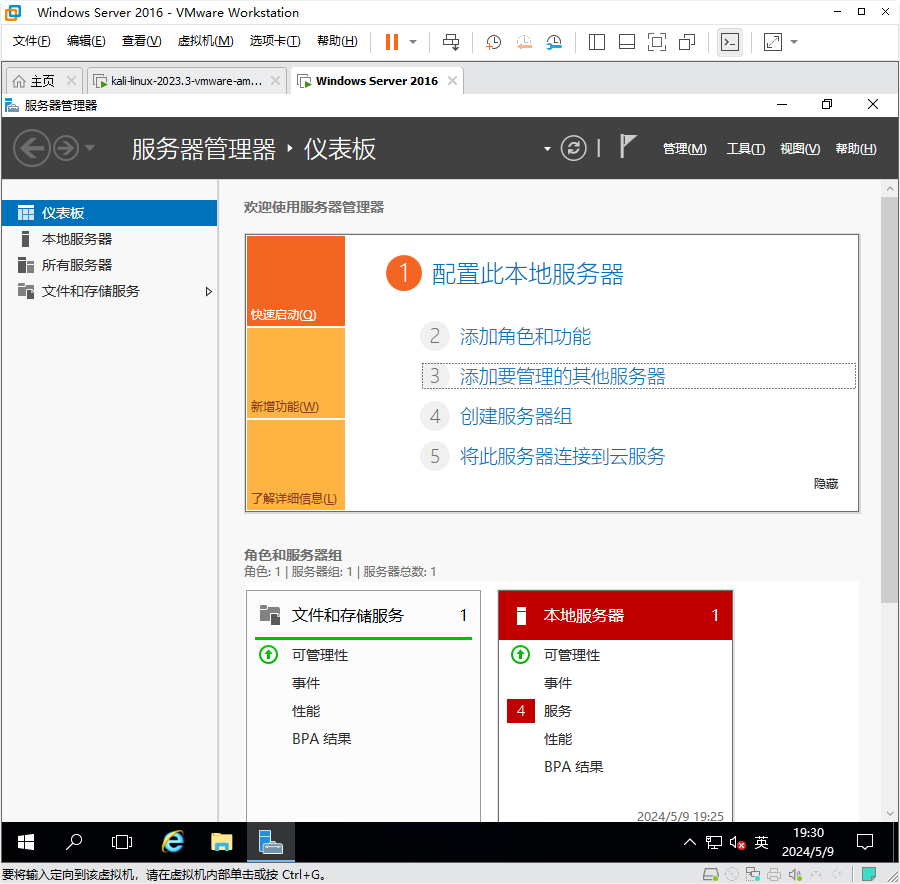 Windows Server 2016 - VMware Workstation
文件(F) 编辑(E) 查看(V) 虚拟机(M) 选项卡(T) 帮助(H)
主页 kali-linux-2023.3-vmware-am... Windows Server 2016
服务器管理器
服务器管理器 仪表板
管理(M) 工具(T) 视图(V) 帮助(H)
仪表板
本地服务器
所有服务器
文件和存储服务
欢迎使用服务器管理器
快速启动(Q)
新增功能(W)
了解详细信息(L)
1 配置此本地服务器
2 添加角色和功能
3 添加要管理的其他服务器
4 创建服务器组
5 将此服务器连接到云服务
隐藏
角色和服务器组
角色: 1 | 服务器组: 1 | 服务器总数: 1
文件和存储服务 1
可管理性
事件
性能
BPA 结果
本地服务器 1
可管理性
事件
4 服务
性能
BPA 结果
2024/5/9 19:25
英
19:30
2024/5/9
要将输入定向到该虚拟机，请在虚拟机内部单击或按 Ctrl+G。